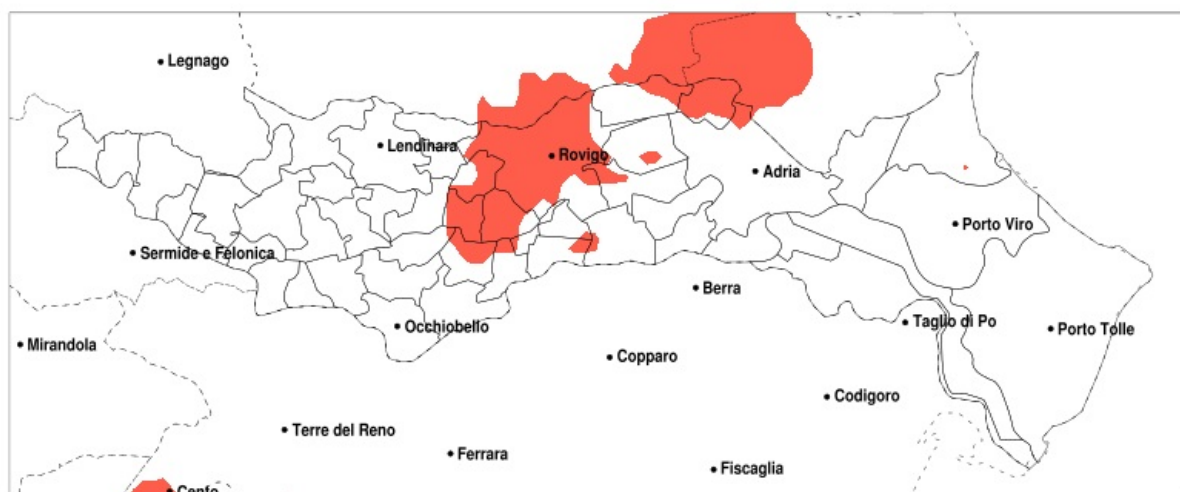 Legnago
Lendinara
Rovigo
Adria
Porto Viro
Sermide e Felonica
Berra
Taglio di Po
Porto Tolle
Occhiobello
Mirandola
Copparo
Codigoro
Terre del Reno
Ferrara
Fiscaglia
Cento